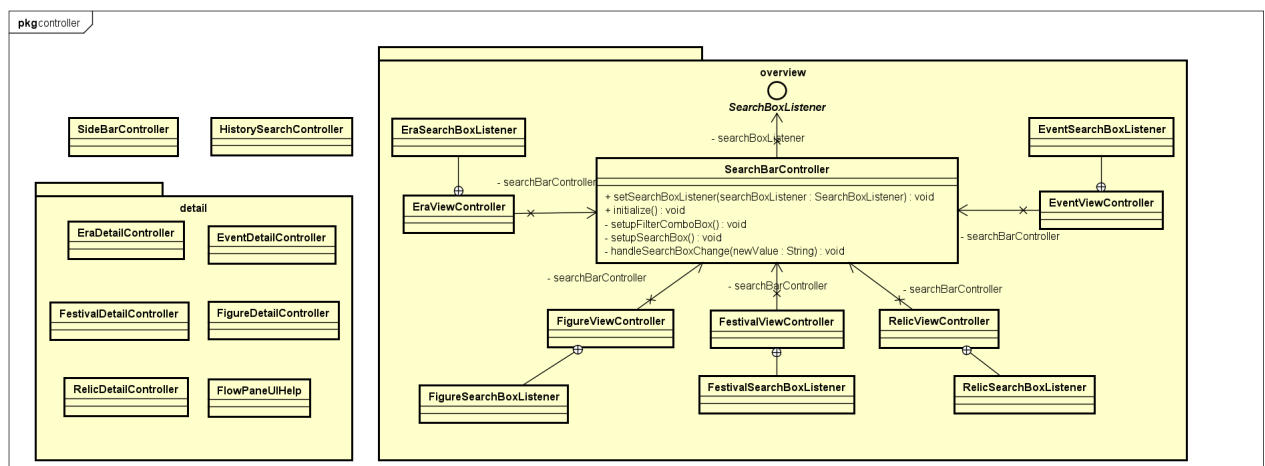 pkg controller
overview
SearchBoxListener
- searchBoxListener
SideBarController
HistorySearchController
EraSearchBoxListener
EventSearchBoxListener
SearchBarController
+ setSearchBoxListener(searchBoxListener : SearchBoxListener) : void
+ initialize() : void
- setupFilterComboBox() : void
- setupSearchBox() : void
- handleSearchBoxChange(newValue : String) : void
- searchBarController
EraViewController
EventViewController
- searchBarController
detail
EraDetailController
EventDetailController
FestivalDetailController
FigureDetailController
RelicDetailController
FlowPaneUIHelp
- searchBarController
- searchBarController
- searchBarController
FigureViewController
FestivalViewController
RelicViewController
FigureSearchBoxListener
FestivalSearchBoxListener
RelicSearchBoxListener